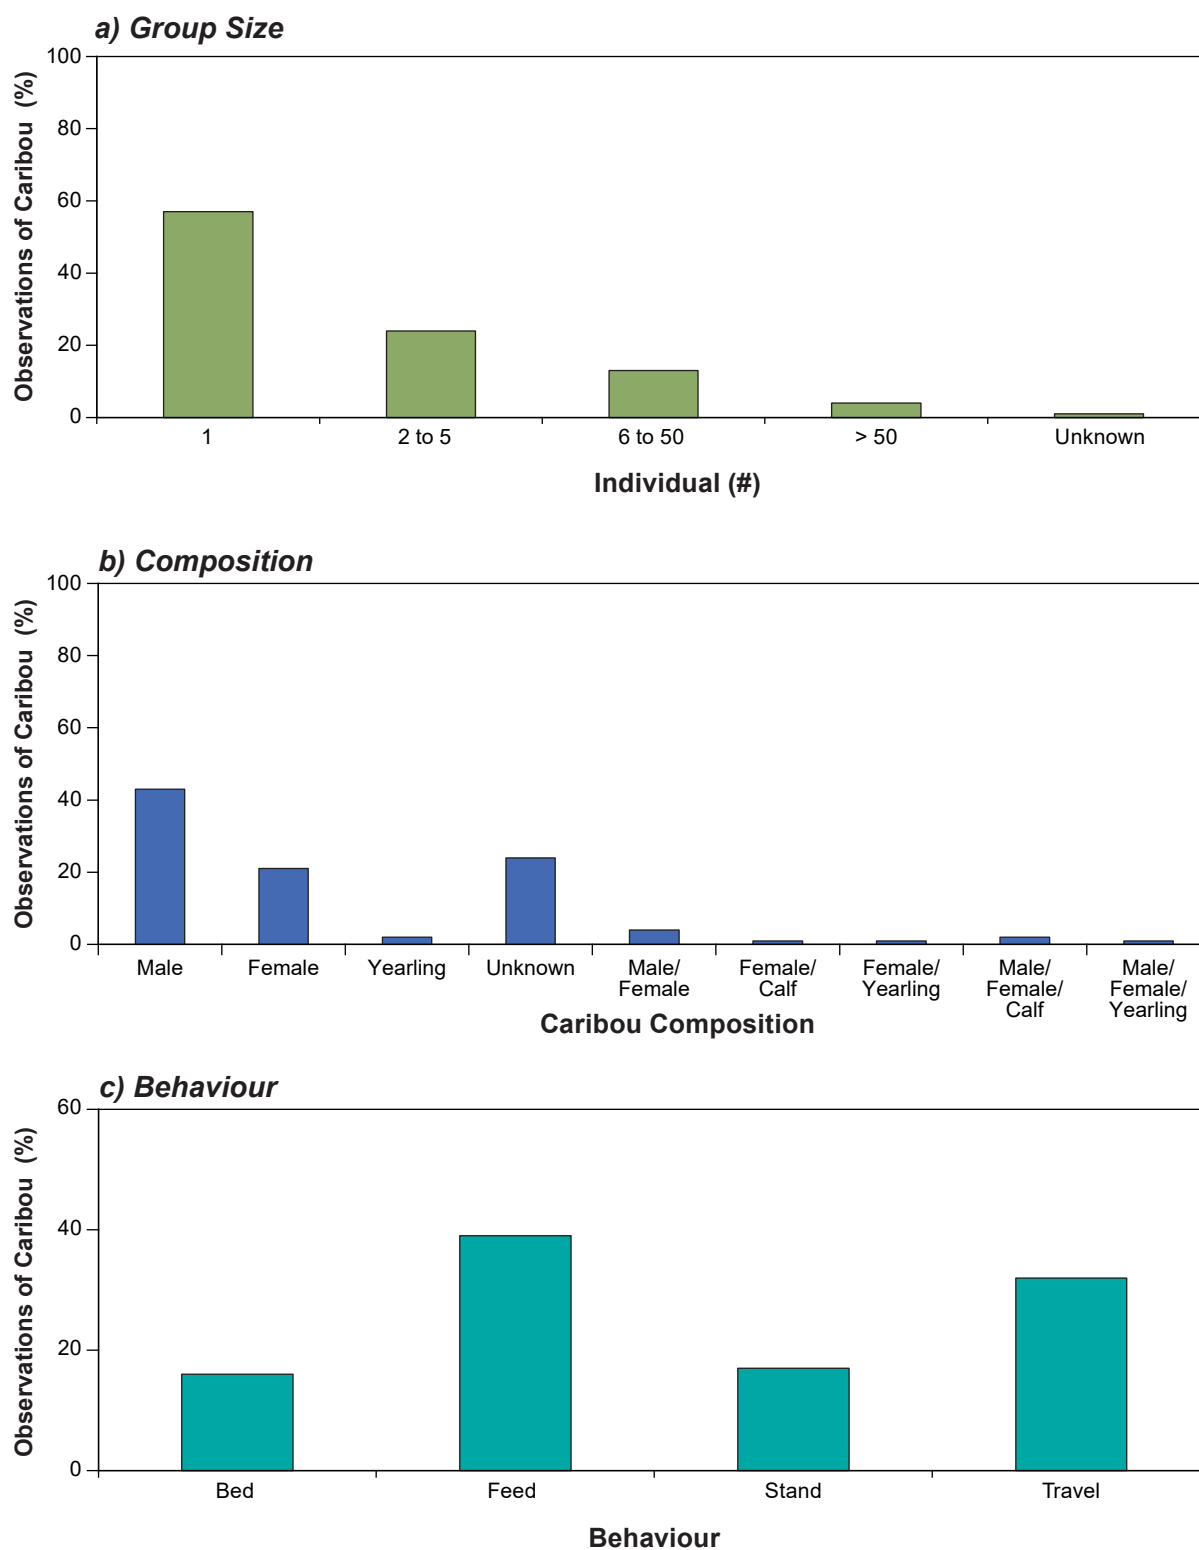 a) Group Size
Observations of Caribou (%)
100
80
60
40
20
0
1
2 to 5
6 to 50
> 50
Unknown
Individual (#)
b) Composition
Observations of Caribou (%)
100
80
60
40
20
0
Male
Female
Yearling
Unknown
Male/
Female
Female/
Calf
Female/
Yearling
Male/
Female/
Calf
Male/
Female/
Yearling
Caribou Composition
c) Behaviour
Observations of Caribou (%)
60
40
20
0
Bed
Feed
Stand
Travel
Behaviour